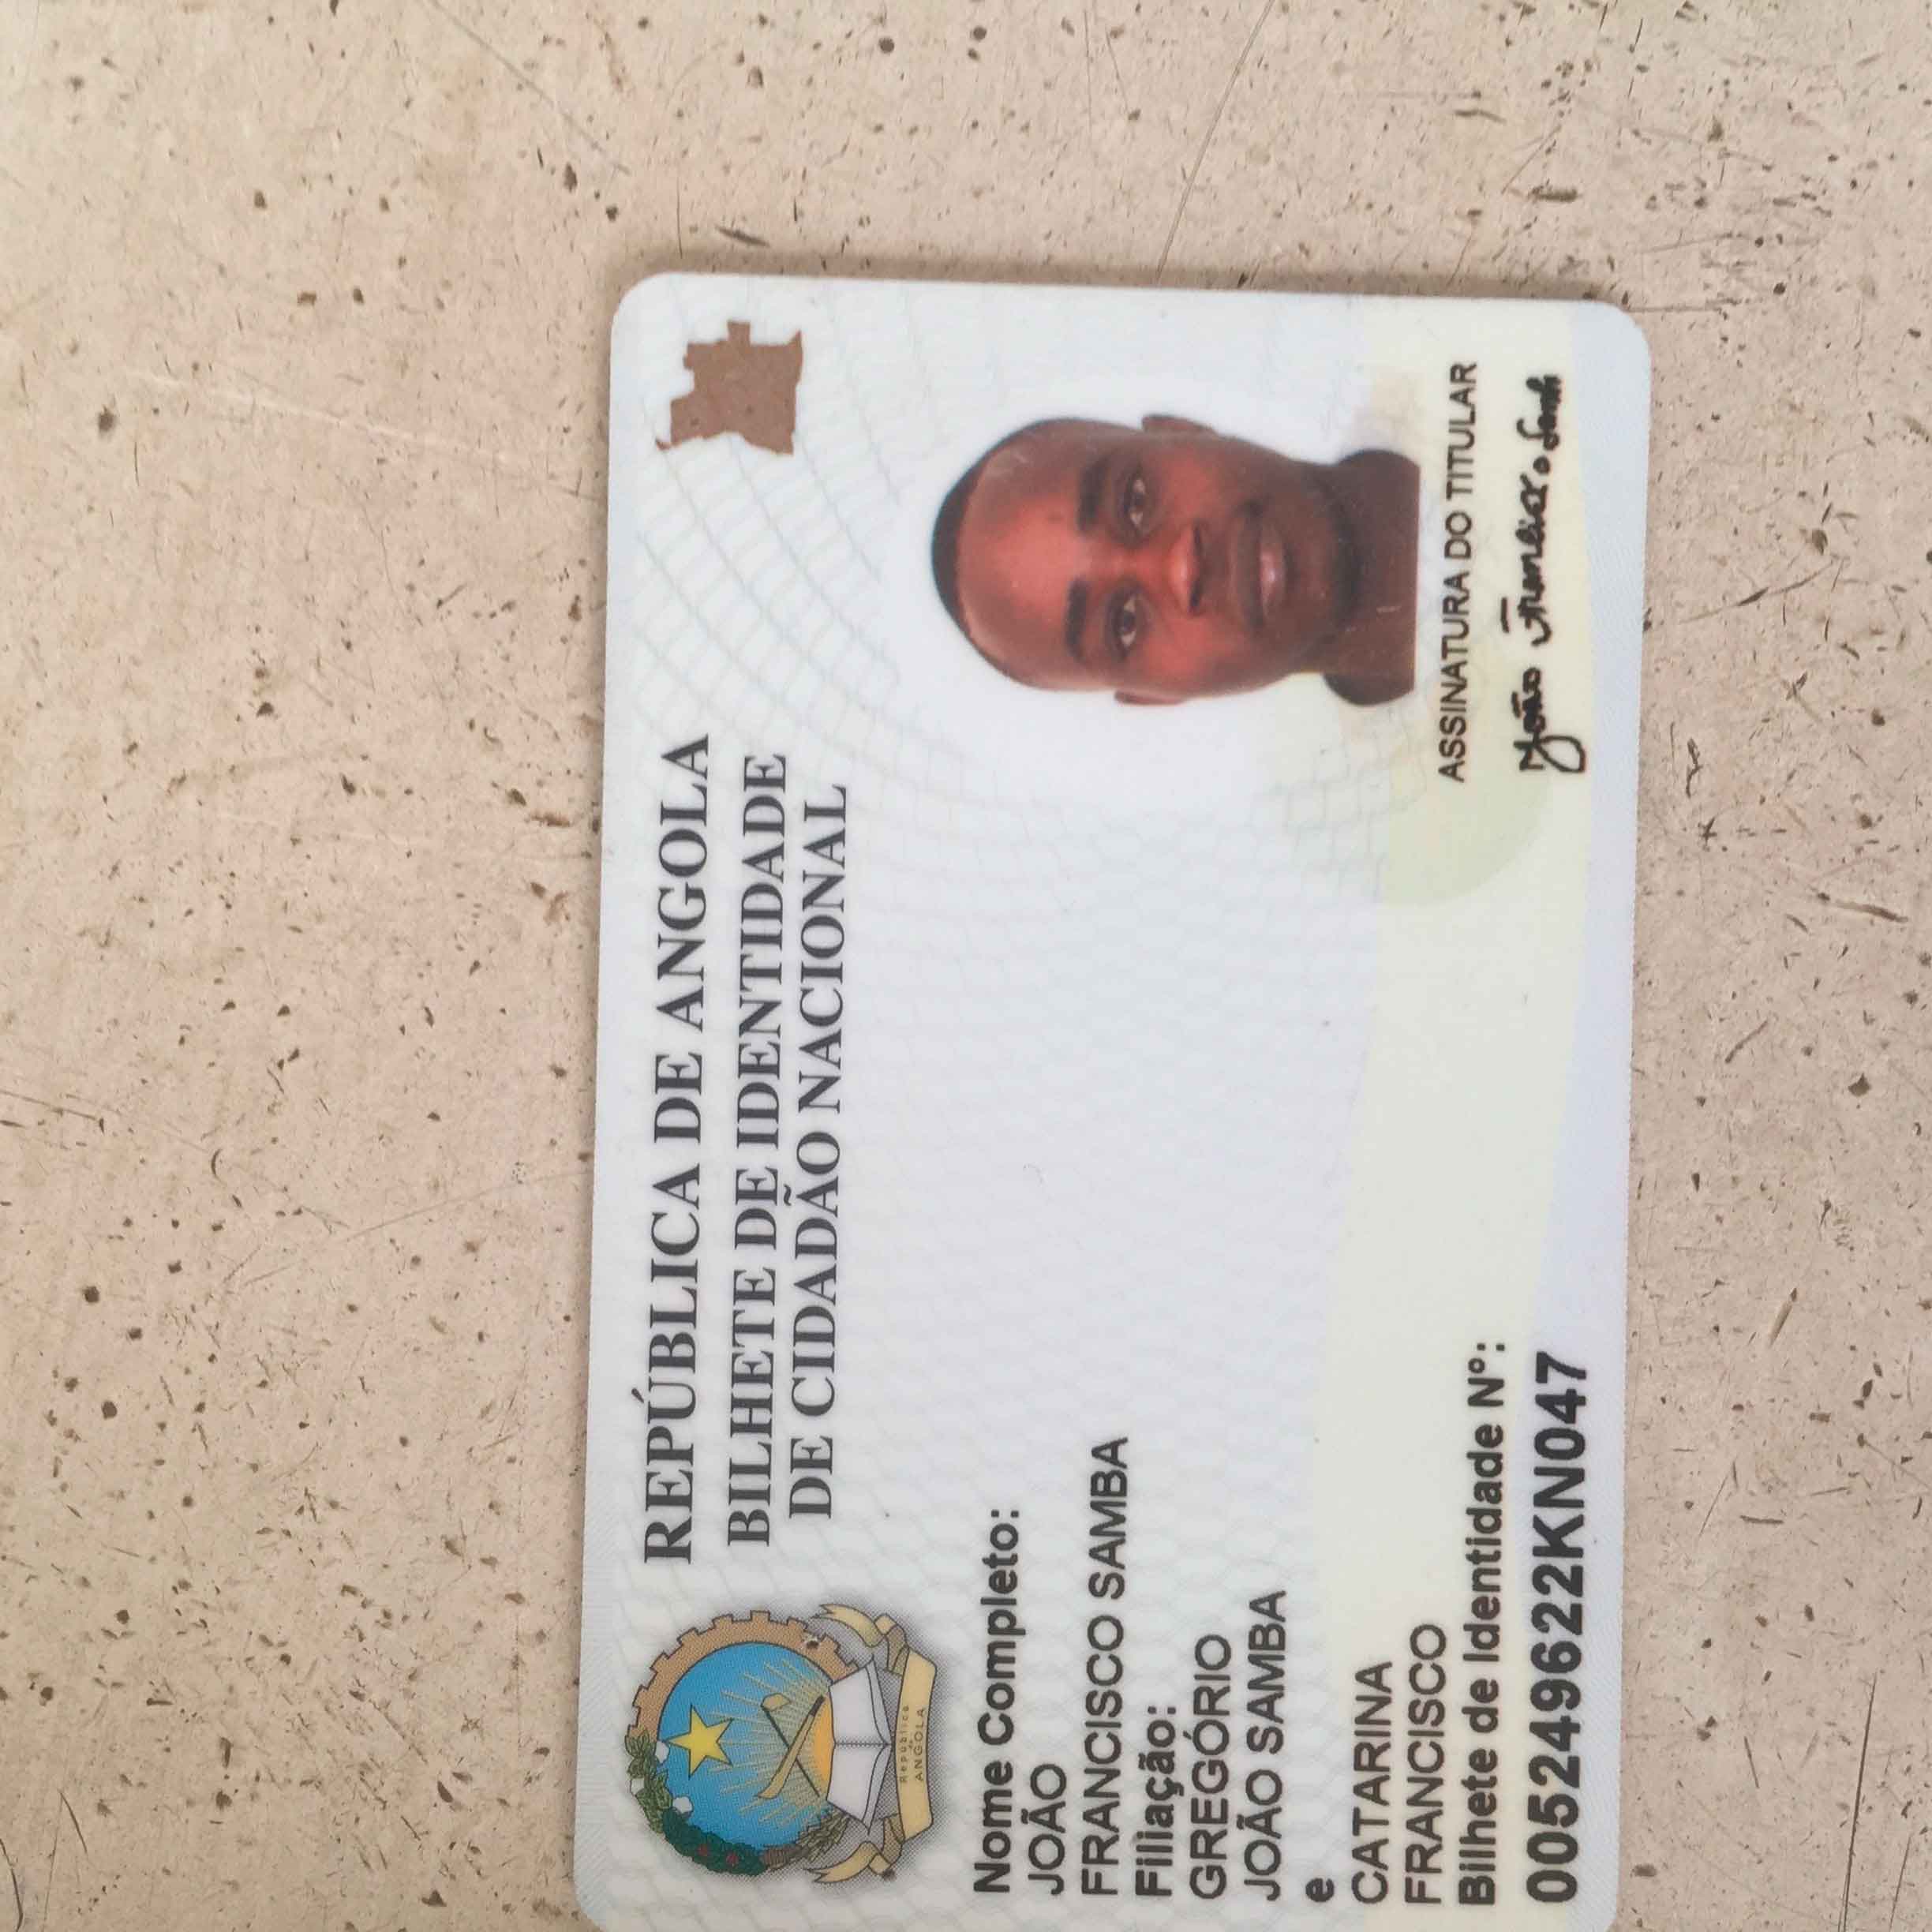 REPÚBLICA DE ANGOLA
BILHETE DE IDENTIDADE
DE CIDADÃO NACIONAL
República
de
ANGOLA
Nome Completo:
JOÃO
FRANCISCO SAMBA
Filiação:
GREGÓRIO
JOÃO SAMBA
e
CATARINA
FRANCISCO
Bilhete de Identidade Nº:
005249622KN047
ASSINATURA DO TITULAR
João Francisco Samba